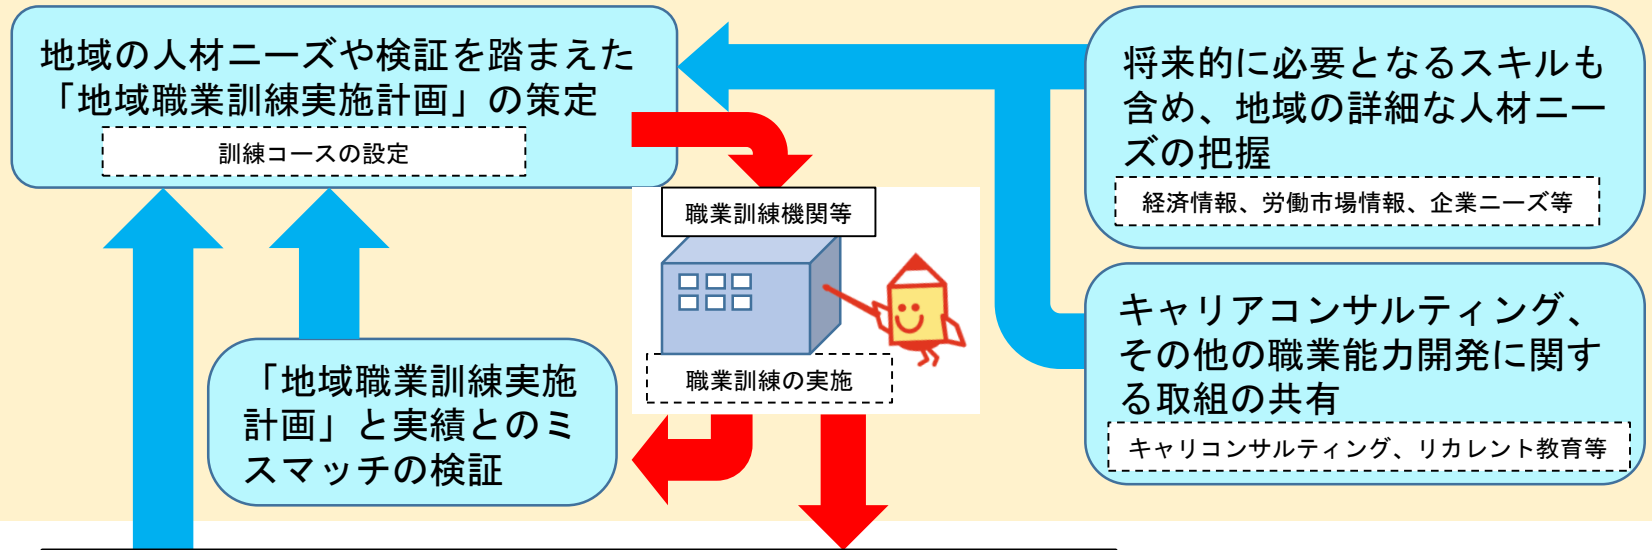 地域の人材ニーズや検証を踏まえた
「地域職業訓練実施計画」の策定
訓練コースの設定
将来的に必要となるスキルも
含め、地域の詳細な人材ニー
ズの把握
経済情報、労働市場情報、企業ニーズ等
職業訓練機関等
職業訓練の実施
「地域職業訓練実施
計画」と実績とのミ
スマッチの検証
キャリアコンサルティング、
その他の職業能力開発に関す
る取組の共有
キャリコンサルティング、リカレント教育等